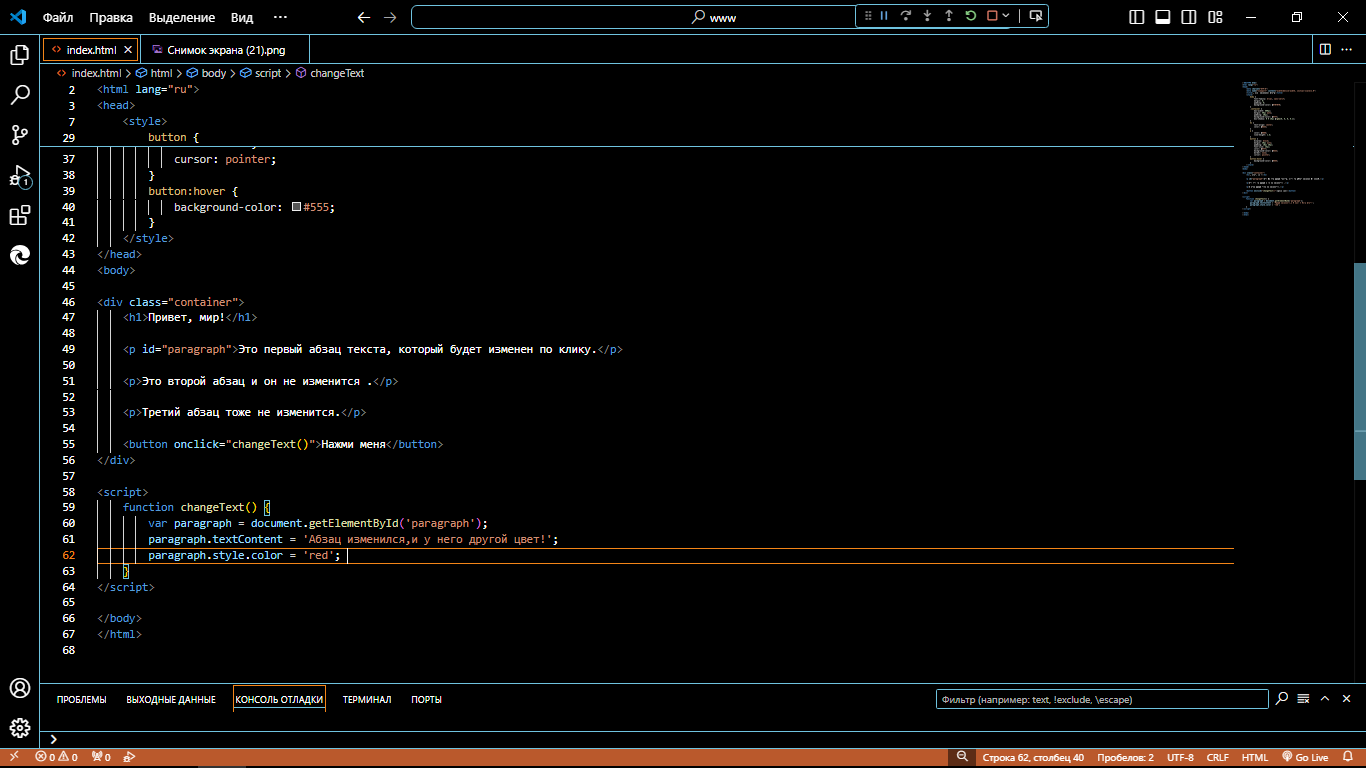 Файл Правка Выделение Вид ··· www
index.html Снимок экрана (21).png
index.html > html > body > script > changeText
2 <html lang="ru">
3 <head>
7 <style>
29 button {
37 cursor: pointer;
38 }
39 button:hover {
40 background-color: #555;
41 }
42 </style>
43 </head>
44 <body>
45
46 <div class="container">
47 <h1>Привет, мир!</h1>
48
49 <p id="paragraph">Это первый абзац текста, который будет изменен по клику.</p>
50
51 <p>Это второй абзац и он не изменится .</p>
52
53 <p>Третий абзац тоже не изменится.</p>
54
55 <button onclick="changeText()">Нажми меня</button>
56 </div>
57
58 <script>
59 function changeText() {
60 var paragraph = document.getElementById('paragraph');
61 paragraph.textContent = 'Абзац изменился,и у него другой цвет!';
62 paragraph.style.color = 'red';
63 }
64 </script>
65
66 </body>
67 </html>
68
ПРОБЛЕМЫ ВЫХОДНЫЕ ДАННЫЕ КОНСОЛЬ ОТЛАДКИ ТЕРМИНАЛ ПОРТЫ Фильтр (например: text, !exclude, \escape)
0 0 0 Строка 62, столбец 40 Пробелов: 2 UTF-8 CRLF HTML Go Live